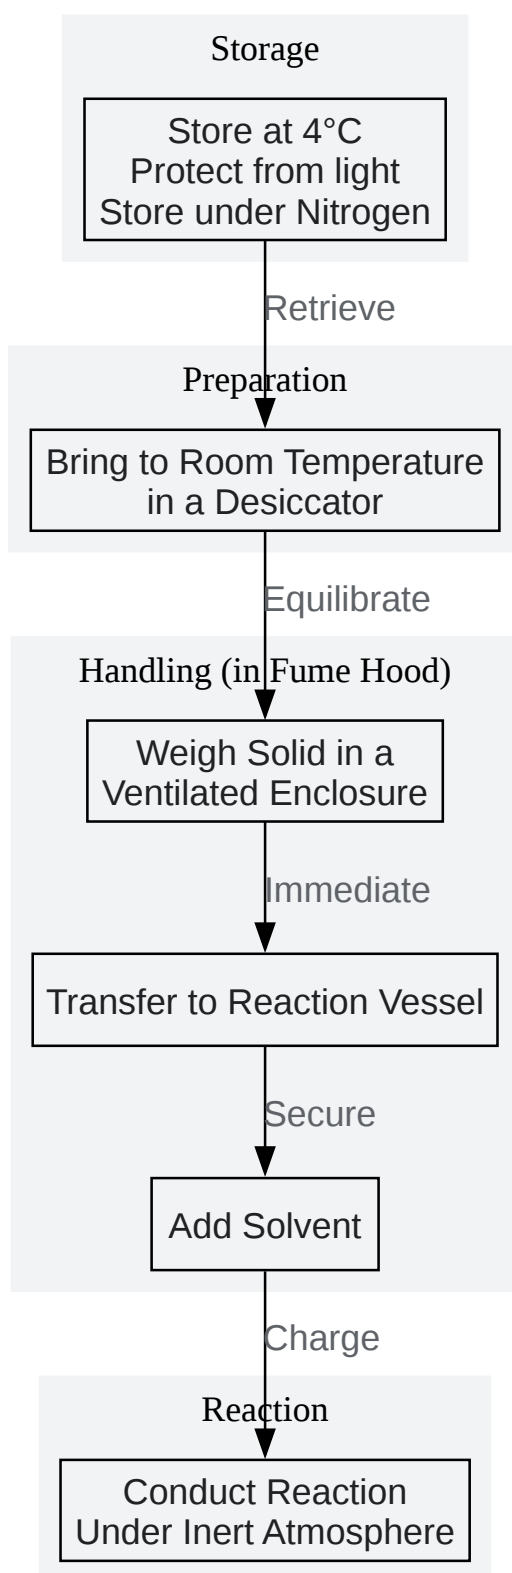 Storage
Store at 4°C
Protect from light
Store under Nitrogen
Retrieve
Preparation
Bring to Room Temperature
in a Desiccator
Equilibrate
Handling (in Fume Hood)
Weigh Solid in a
Ventilated Enclosure
Immediate
Transfer to Reaction Vessel
Secure
Add Solvent
Charge
Reaction
Conduct Reaction
Under Inert Atmosphere